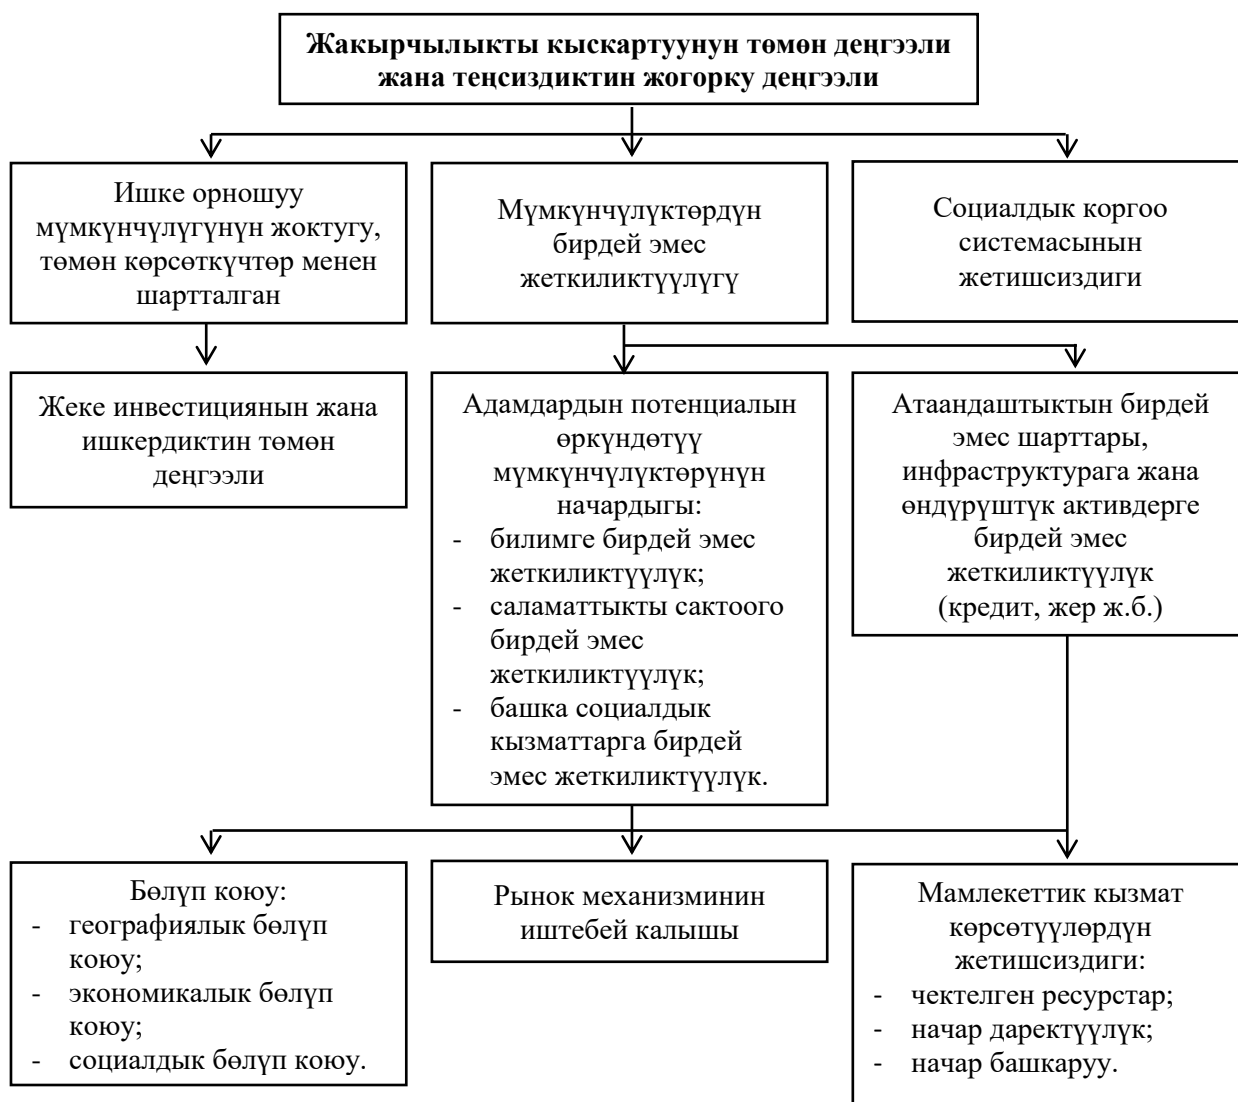 Жакырчылыкты кыскартуунун төмөн деңгээли
жана теңсиздиктин жогорку деңгээли
Ишке орношуу
мүмкүнчүлүгүнүн жоктугу,
төмөн көрсөткүчтөр менен
шартталган
Мүмкүнчүлүктөрдүн
бирдей эмес
жеткиликтүүлүгү
Социалдык коргоо
системасынын
жетишсиздиги
Жеке инвестициянын жана
ишкердиктин төмөн
деңгээли
Адамдардын потенциалын
өркүндөтүү
мүмкүнчүлүктөрүнүн
начардыгы:
- билимге бирдей эмес
жеткиликтүүлүк;
- саламаттыкты сактоого
бирдей эмес
жеткиликтүүлүк;
- башка социалдык
кызматтарга бирдей
эмес жеткиликтүүлүк.
Атаандаштыктын бирдей
эмес шарттары,
инфраструктурага жана
өндүрүштүк активдерге
бирдей эмес
жеткиликтүүлүк
(кредит, жер ж.б.)
Бөлүп коюу:
- географиялык бөлүп
коюу;
- экономикалык бөлүп
коюу;
- социалдык бөлүп коюу.
Рынок механизминин
иштебей калышы
Мамлекеттик кызмат
көрсөтүүлөрдүн
жетишсиздиги:
- чектелген ресурстар;
- начар даректүүлүк;
- начар башкаруу.